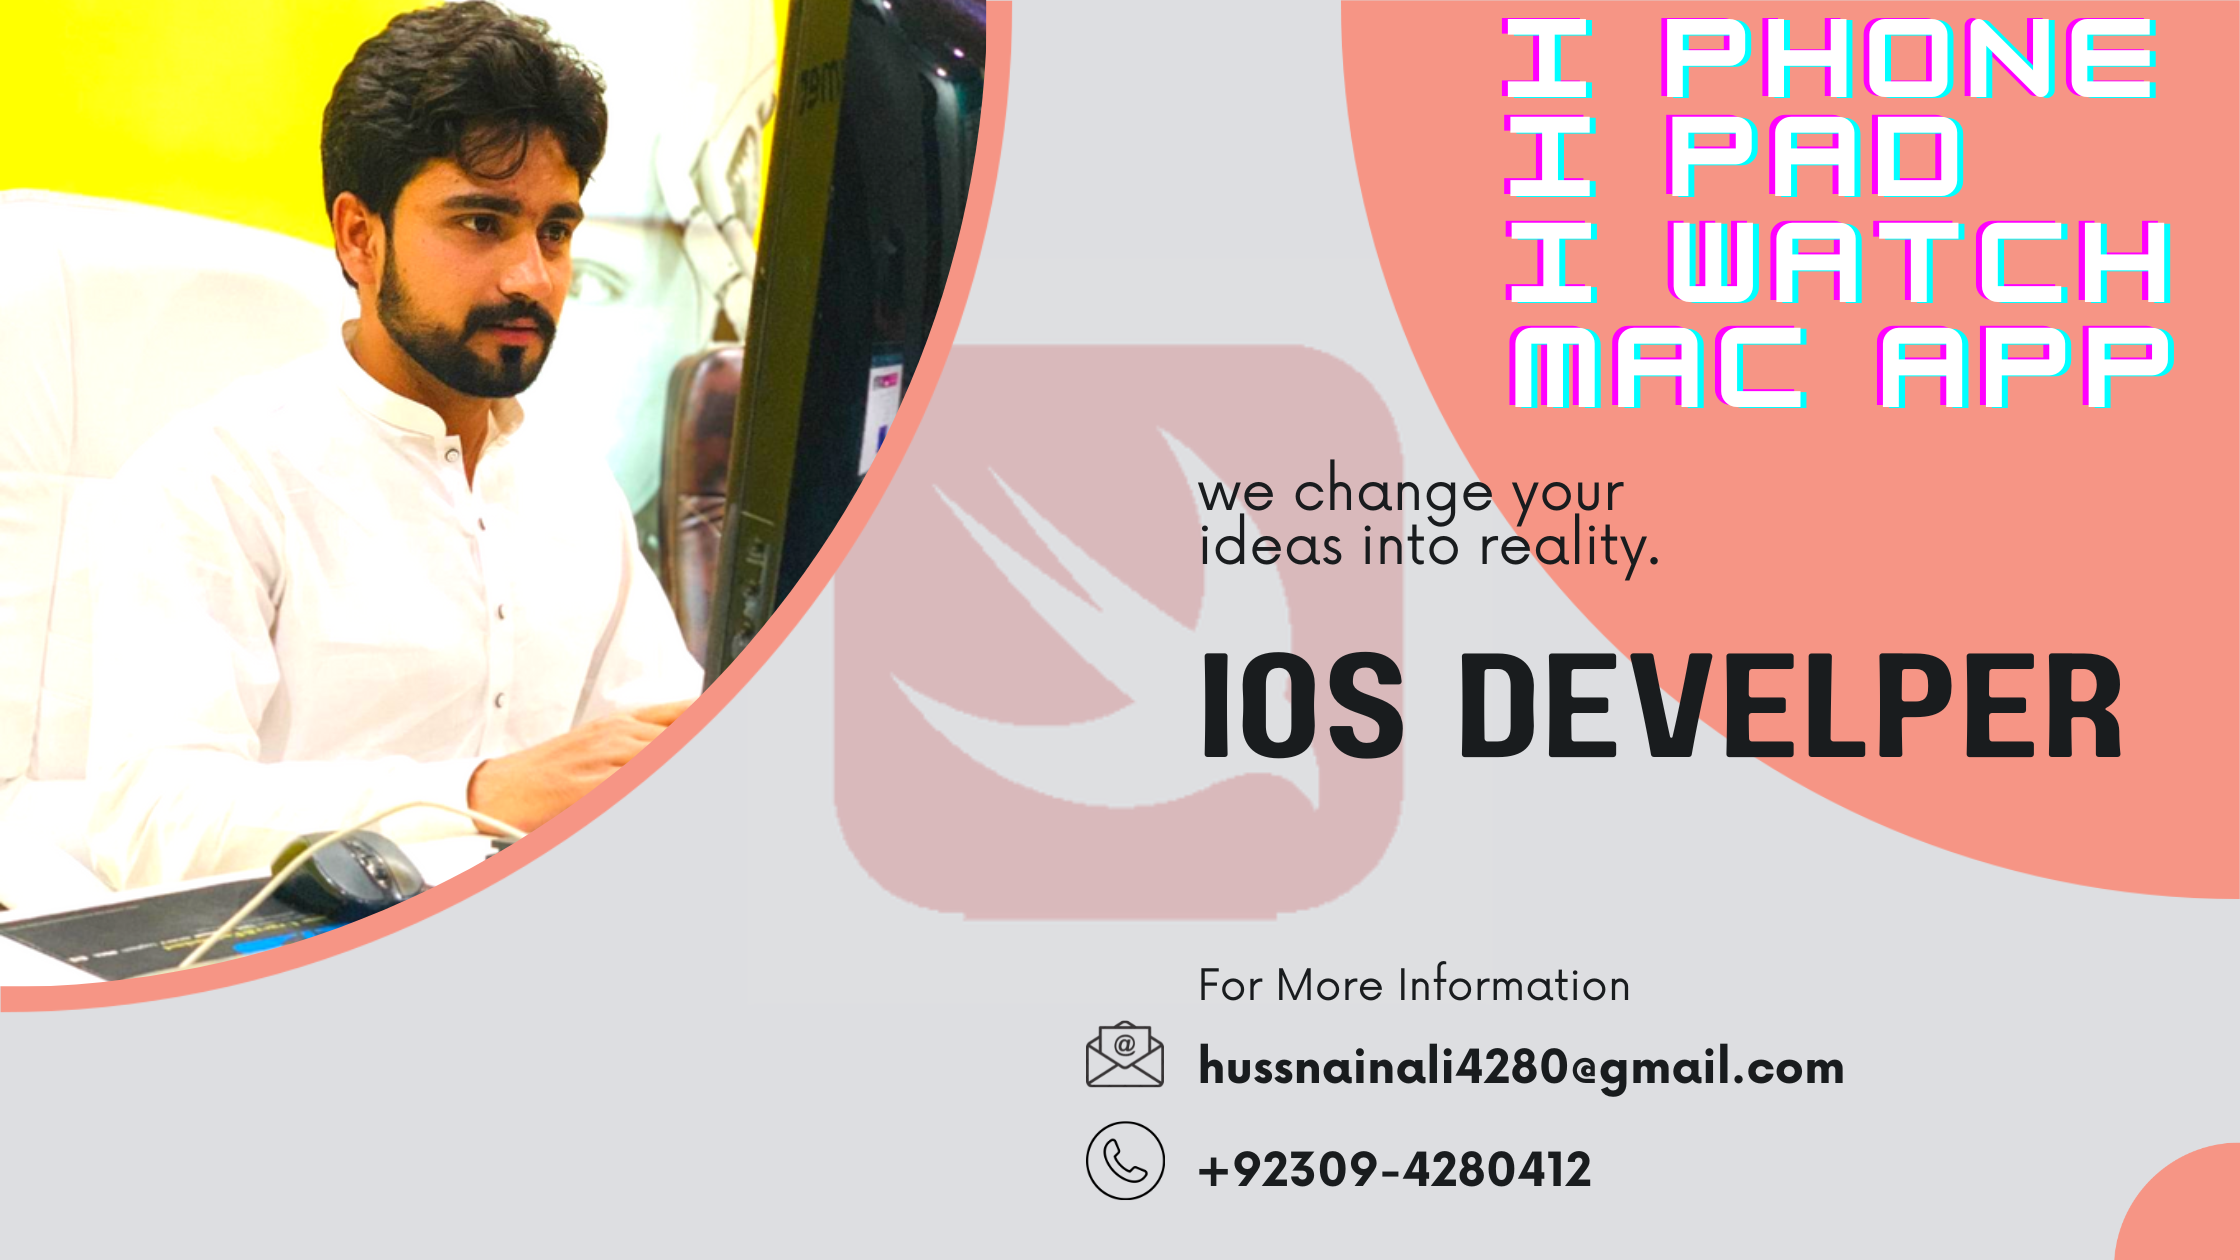 I PHONE
I PAD
I WATCH
MAC APP
we change your
ideas into reality.
IOS DEVELPER
For More Information
@
hussnainali4280@gmail.com
+92309-4280412